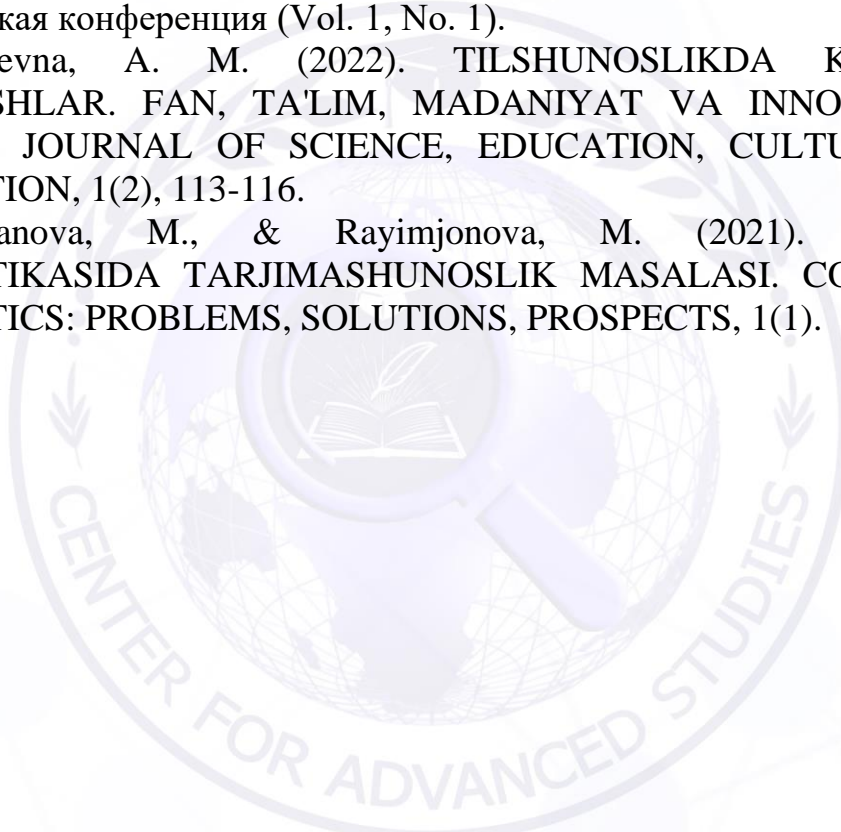 кая конференция (Vol. 1, No. 1).
evna, A. M. (2022). TILSHUNOSLIKDA K
SHLAR. FAN, TA'LIM, MADANIYAT VA INNO
JOURNAL OF SCIENCE, EDUCATION, CULTU
TION, 1(2), 113-116.
anova, M., & Rayimjonova, M. (2021).
TIKASIDA TARJIMASHUNOSLIK MASALASI. CO
TICS: PROBLEMS, SOLUTIONS, PROSPECTS, 1(1).
CENTER FOR ADVANCED STUDIES